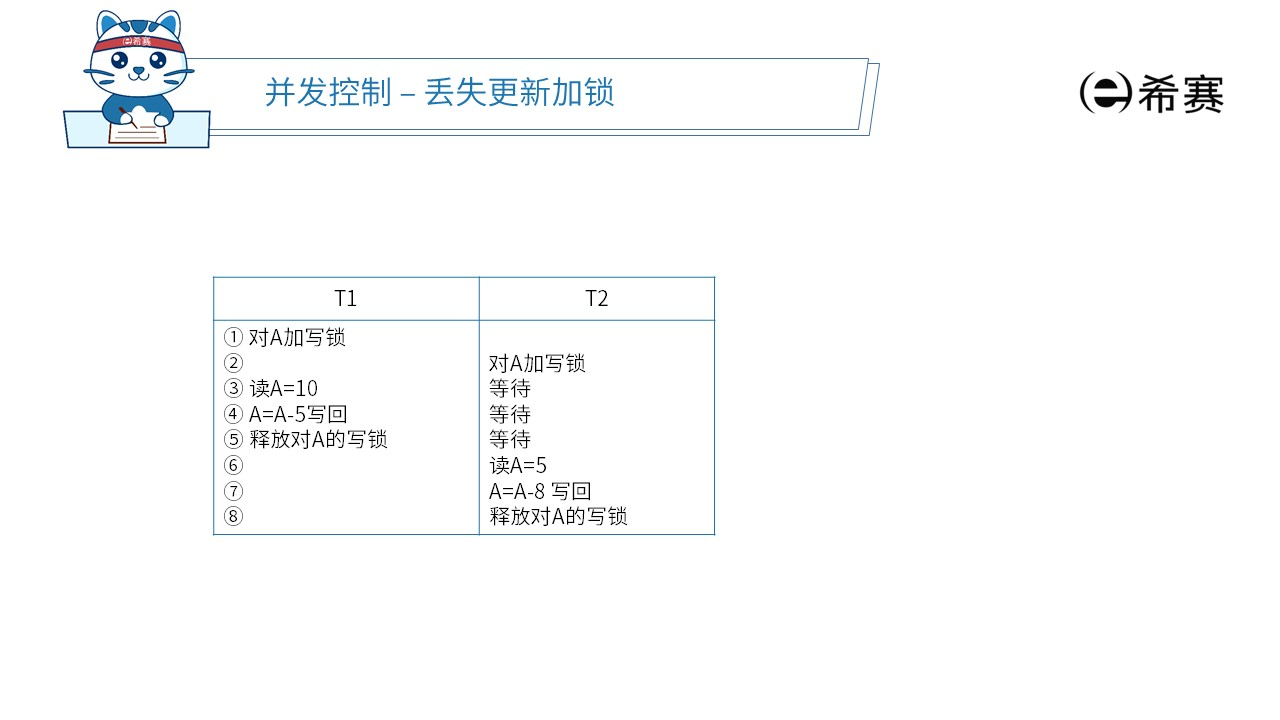 希赛
并发控制 – 丢失更新加锁
希赛
T1 T2
① 对A加写锁
② 对A加写锁
③ 读A=10 等待
④ A=A-5写回 等待
⑤ 释放对A的写锁 等待
⑥ 读A=5
⑦ A=A-8 写回
⑧ 释放对A的写锁